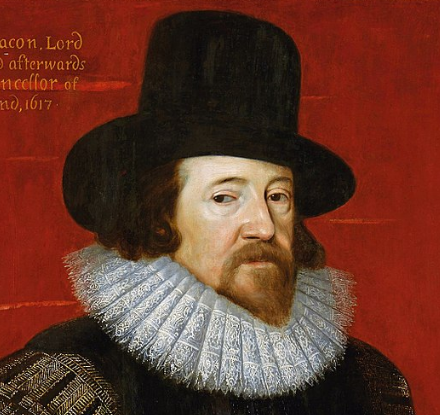 acon, Lord
afterwards
ncellor of
nd, 1617.